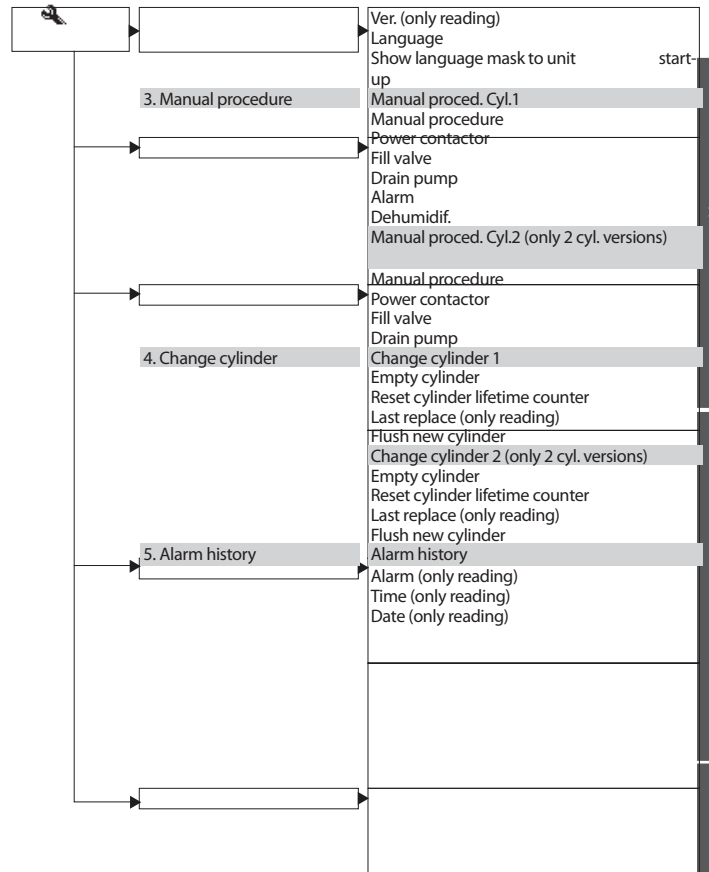 Ver. (only reading)
Language
Show language mask to unit start-
up
3. Manual procedure Manual proced. Cyl.1
Manual procedure
Power contactor
Fill valve
Drain pump
Alarm
Dehumidif.
Manual proced. Cyl.2 (only 2 cyl. versions)
Manual procedure
Power contactor
Fill valve
Drain pump
4. Change cylinder Change cylinder 1
Empty cylinder
Reset cylinder lifetime counter
Last replace (only reading)
Flush new cylinder
Change cylinder 2 (only 2 cyl. versions)
Empty cylinder
Reset cylinder lifetime counter
Last replace (only reading)
Flush new cylinder
5. Alarm history Alarm history
Alarm (only reading)
Time (only reading)
Date (only reading)